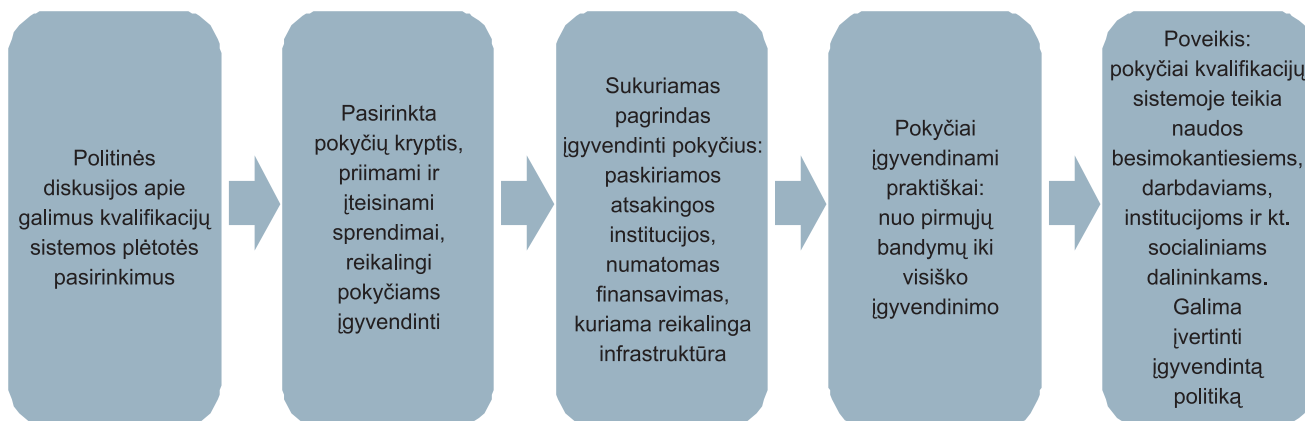 Politinės
diskusijos apie
galimus kvalifikacijų
sistemos plėtotės
pasirinkimus
Pasirinkta
pokyčių kryptis,
priimami ir
įteisinami
sprendimai,
reikalingi
pokyčiams
įgyvendinti
Sukuriamas
pagrindas
įgyvendinti pokyčius:
paskiriamos
atsakingos
institucijos,
numatomas
finansavimas,
kuriama reikalinga
infrastruktūra
Pokyčiai
įgyvendinami
praktiškai:
nuo pirmųjų
bandymų iki
visiško
įgyvendinimo
Poveikis:
pokyčiai kvalifikacijų
sistemoje teikia
naudos
besimokantiesiems,
darbdaviams,
institucijoms ir kt.
socialiniams
dalininkams.
Galima
įvertinti
įgyvendintą
politiką